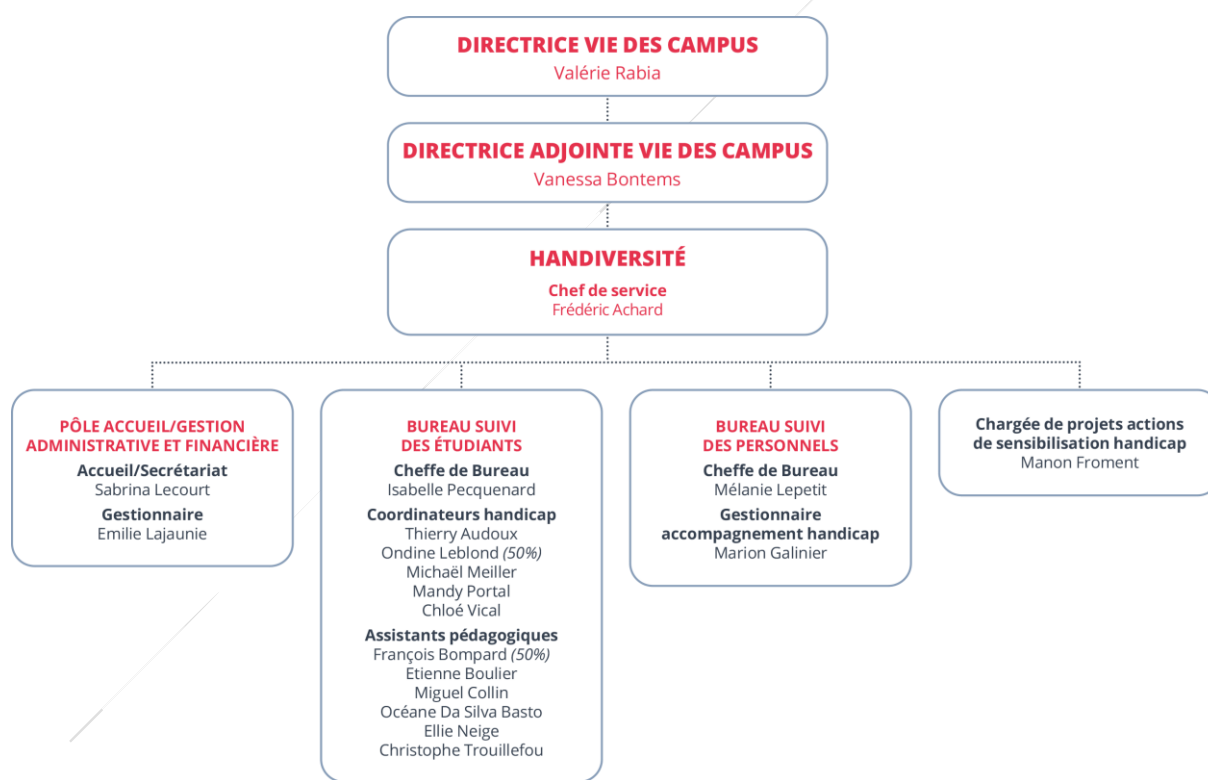 DIRECTRICE VIE DES CAMPUS
Valérie Rabia
DIRECTRICE ADJOINTE VIE DES CAMPUS
Vanessa Bontems
HANDIVERSITÉ
Chef de service
Frédéric Achard
PÔLE ACCUEIL/GESTION
ADMINISTRATIVE ET FINANCIÈRE
Accueil/Secrétariat
Sabrina Lecourt
Gestionnaire
Emilie Lajaunie
BUREAU SUIVI
DES ÉTUDIANTS
Cheffe de Bureau
Isabelle Pecquenard
Coordinateurs handicap
Thierry Audoux
Ondine Leblond (50%)
Michaël Meiller
Mandy Portal
Chloé Vical
Assistants pédagogiques
François Bompard (50%)
Etienne Boulier
Miguel Collin
Océane Da Silva Basto
Ellie Neige
Christophe Trouillefou
BUREAU SUIVI
DES PERSONNELS
Cheffe de Bureau
Mélanie Lepetit
Gestionnaire
accompagnement handicap
Marion Galinier
Chargée de projets actions
de sensibilisation handicap
Manon Froment